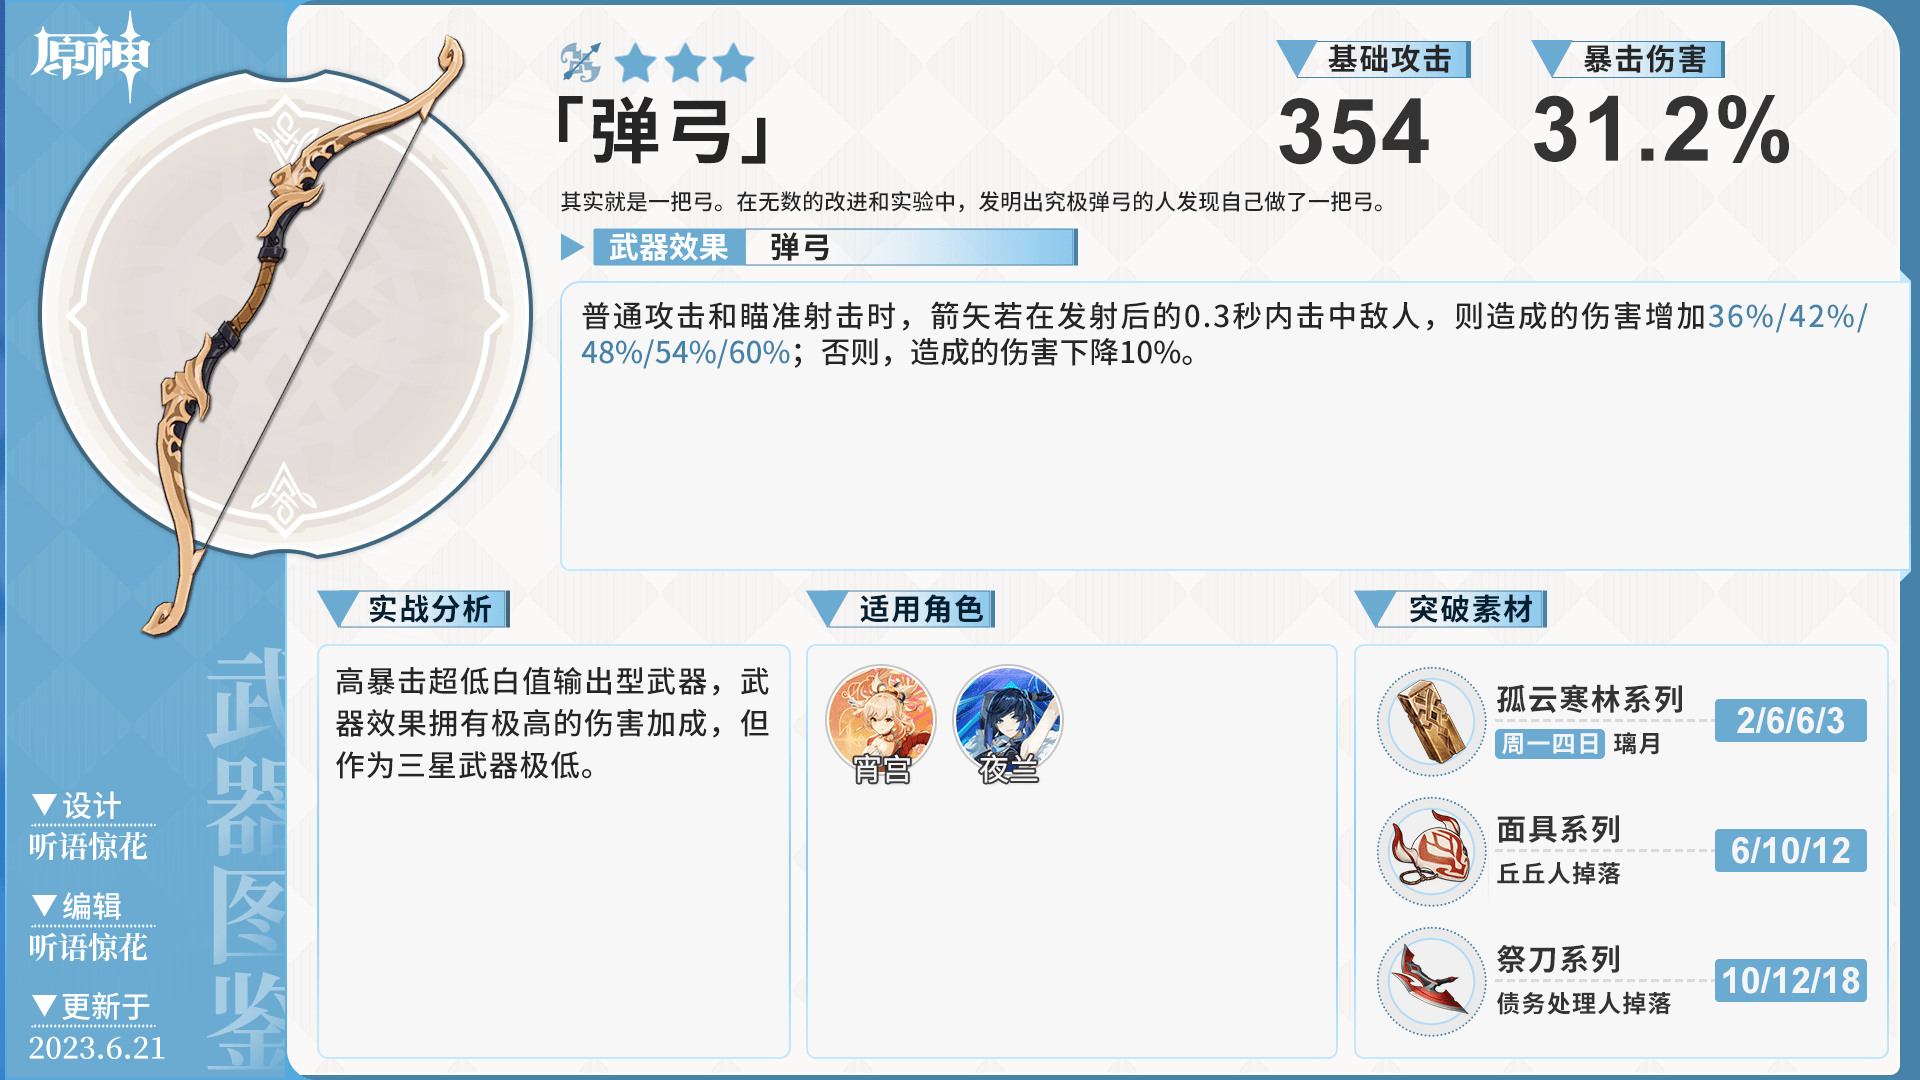 原神
「弹弓」
基础攻击
354
暴击伤害
31.2%
其实就是一把弓。在无数的改进和实验中，发明出究极弹弓的人发现自己做了一把弓。
武器效果 弹弓
普通攻击和瞄准射击时，箭矢若在发射后的0.3秒内击中敌人，则造成的伤害增加36%/42%/
48%/54%/60%；否则，造成的伤害下降10%。
实战分析
高暴击超低白值输出型武器，武
器效果拥有极高的伤害加成，但
作为三星武器极低。
适用角色
宵宫
夜兰
突破素材
孤云寒林系列
周一四日 璃月
2/6/6/3
面具系列
丘丘人掉落
6/10/12
祭刀系列
债务处理人掉落
10/12/18
武器图鉴
▼设计
听语惊花
▼编辑
听语惊花
▼更新于
2023.6.21